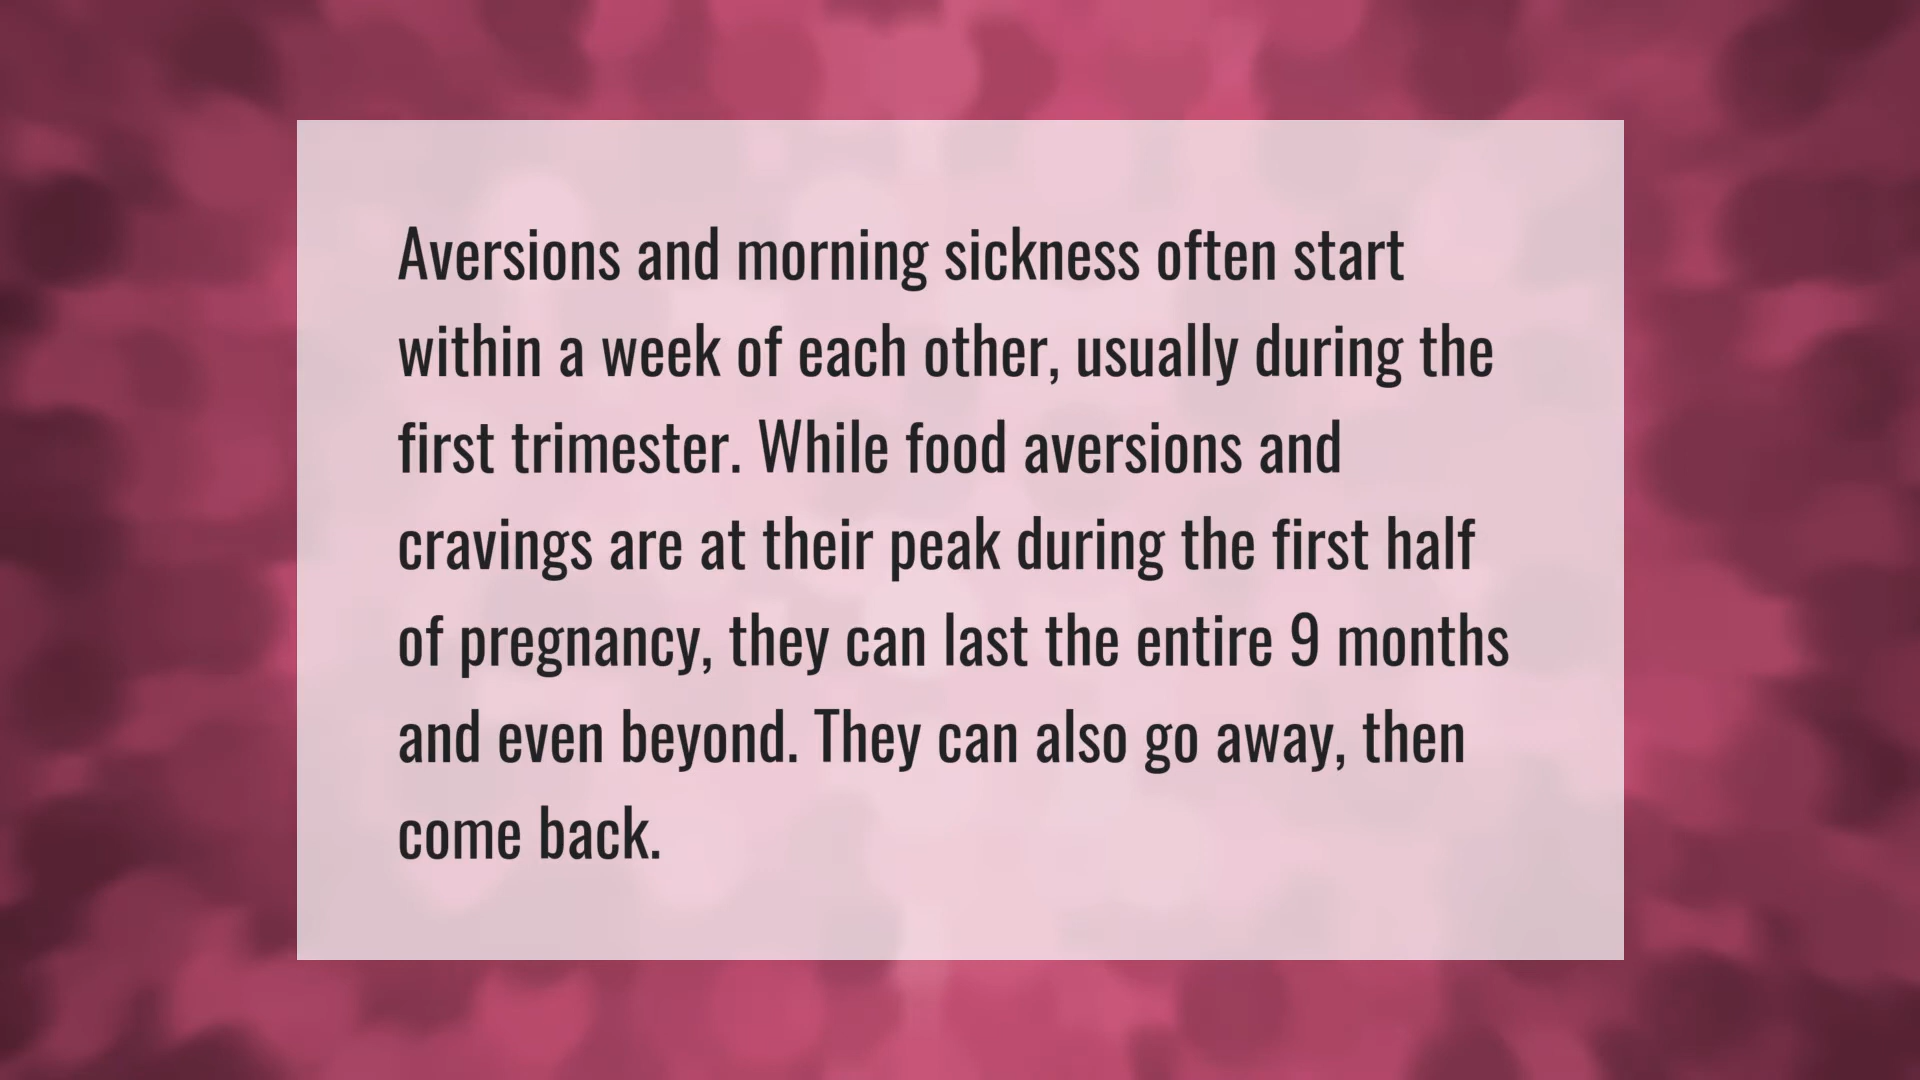 Aversions and morning sickness often start
within a week of each other, usually during the
first trimester. While food aversions and
cravings are at their peak during the first half
of pregnancy, they can last the entire 9 months
and even beyond. They can also go away, then
come back.